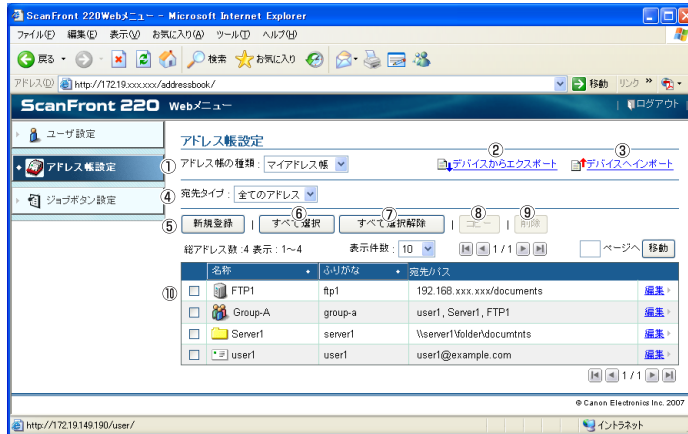 ScanFront 220Webメニュー - Microsoft Internet Explorer
ファイル(F) 編集(E) 表示(V) お気に入り(A) ツール(T) ヘルプ(H)
戻る 検索 お気に入り
アドレス(D) http://172.19.xxx.xxx/addressbook/ 移動 リンク »
ScanFront 220 Webメニュー ログアウト
ユーザ設定
アドレス帳設定
ジョブボタン設定
アドレス帳設定
① アドレス帳の種類: マイアドレス帳 ② デバイスからエクスポート ③ デバイスへインポート
④ 宛先タイプ: 全てのアドレス
⑤ 新規登録 | ⑥ すべて選択 ⑦ すべて選択解除 | ⑧ コピー | ⑨ 削除
総アドレス数:4 表示:1~4 表示件数: 10 1 / 1 ページへ 移動
名称 ふりがな 宛先/パス
⑩ FTP1 ftp1 192.168.xxx.xxx/documents 編集
Group-A group-a user1, Server1, FTP1 編集
Server1 server1 \\server1\folder\documtnts 編集
user1 user1 user1@example.com 編集
1 / 1
© Canon Electronics Inc. 2007
http://172.19.149.190/user/ イントラネット